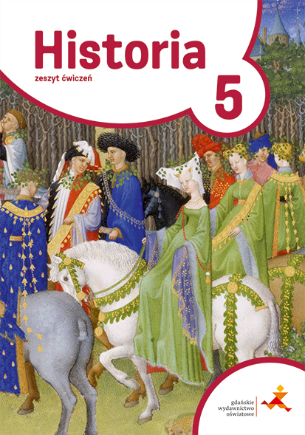 Historia
zeszyt ćwiczeń
5
gdańskie
wydawnictwo
oświatowe